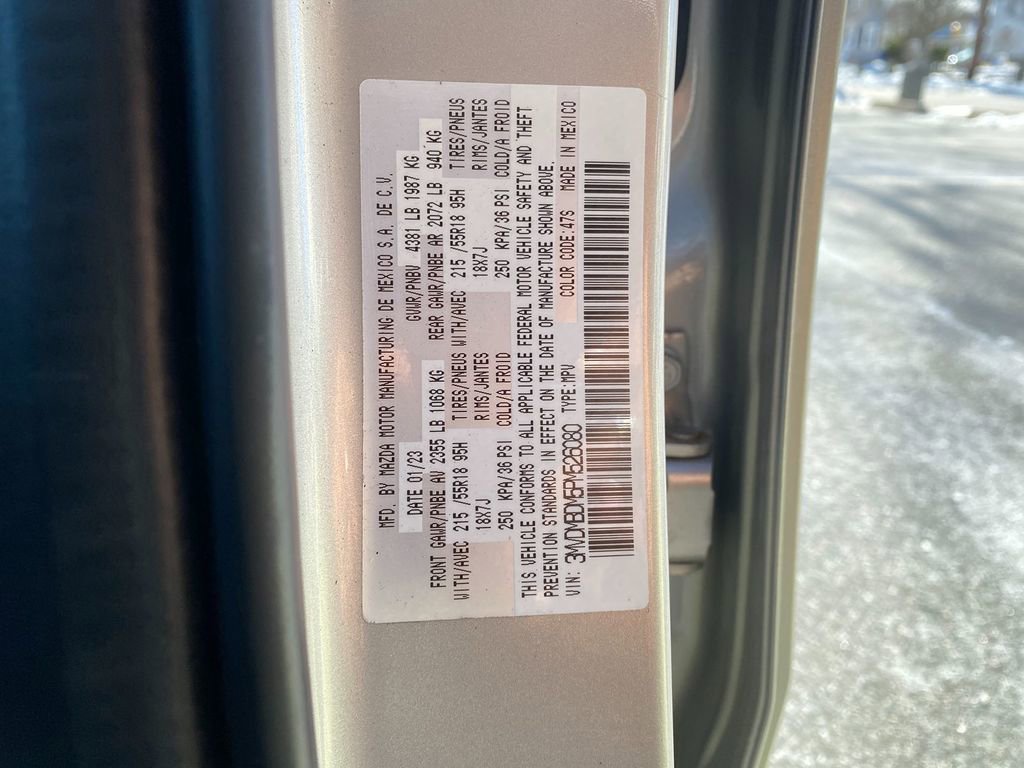 MFD. BY MAZDA MOTOR MANUFACTURING DE MEXICO S.A. DE C.V.
DATE 01/23 GVWR/PNBV 4381 LB 1987 KG
FRONT GAWR/PNBE AV 2355 LB 1068 KG REAR GAWR/PNBE AR 2072 LB 940 KG
WITH/AVEC 215 /55R18 95H TIRES/PNEUS WITH/AVEC 215 /55R18 95H TIRES/PNEUS
18X7J RIMS/JANTES 18X7J RIMS/JANTES
250 KPA/36 PSI COLD/A FROID 250 KPA/36 PSI COLD/A FROID
THIS VEHICLE CONFORMS TO ALL APPLICABLE FEDERAL MOTOR VEHICLE SAFETY AND THEFT
PREVENTION STANDARDS IN EFFECT ON THE DATE OF MANUFACTURE SHOWN ABOVE.
VIN: 3MVDMBDM5PM526080 TYPE:MPV COLOR CODE:47S MADE IN MEXICO